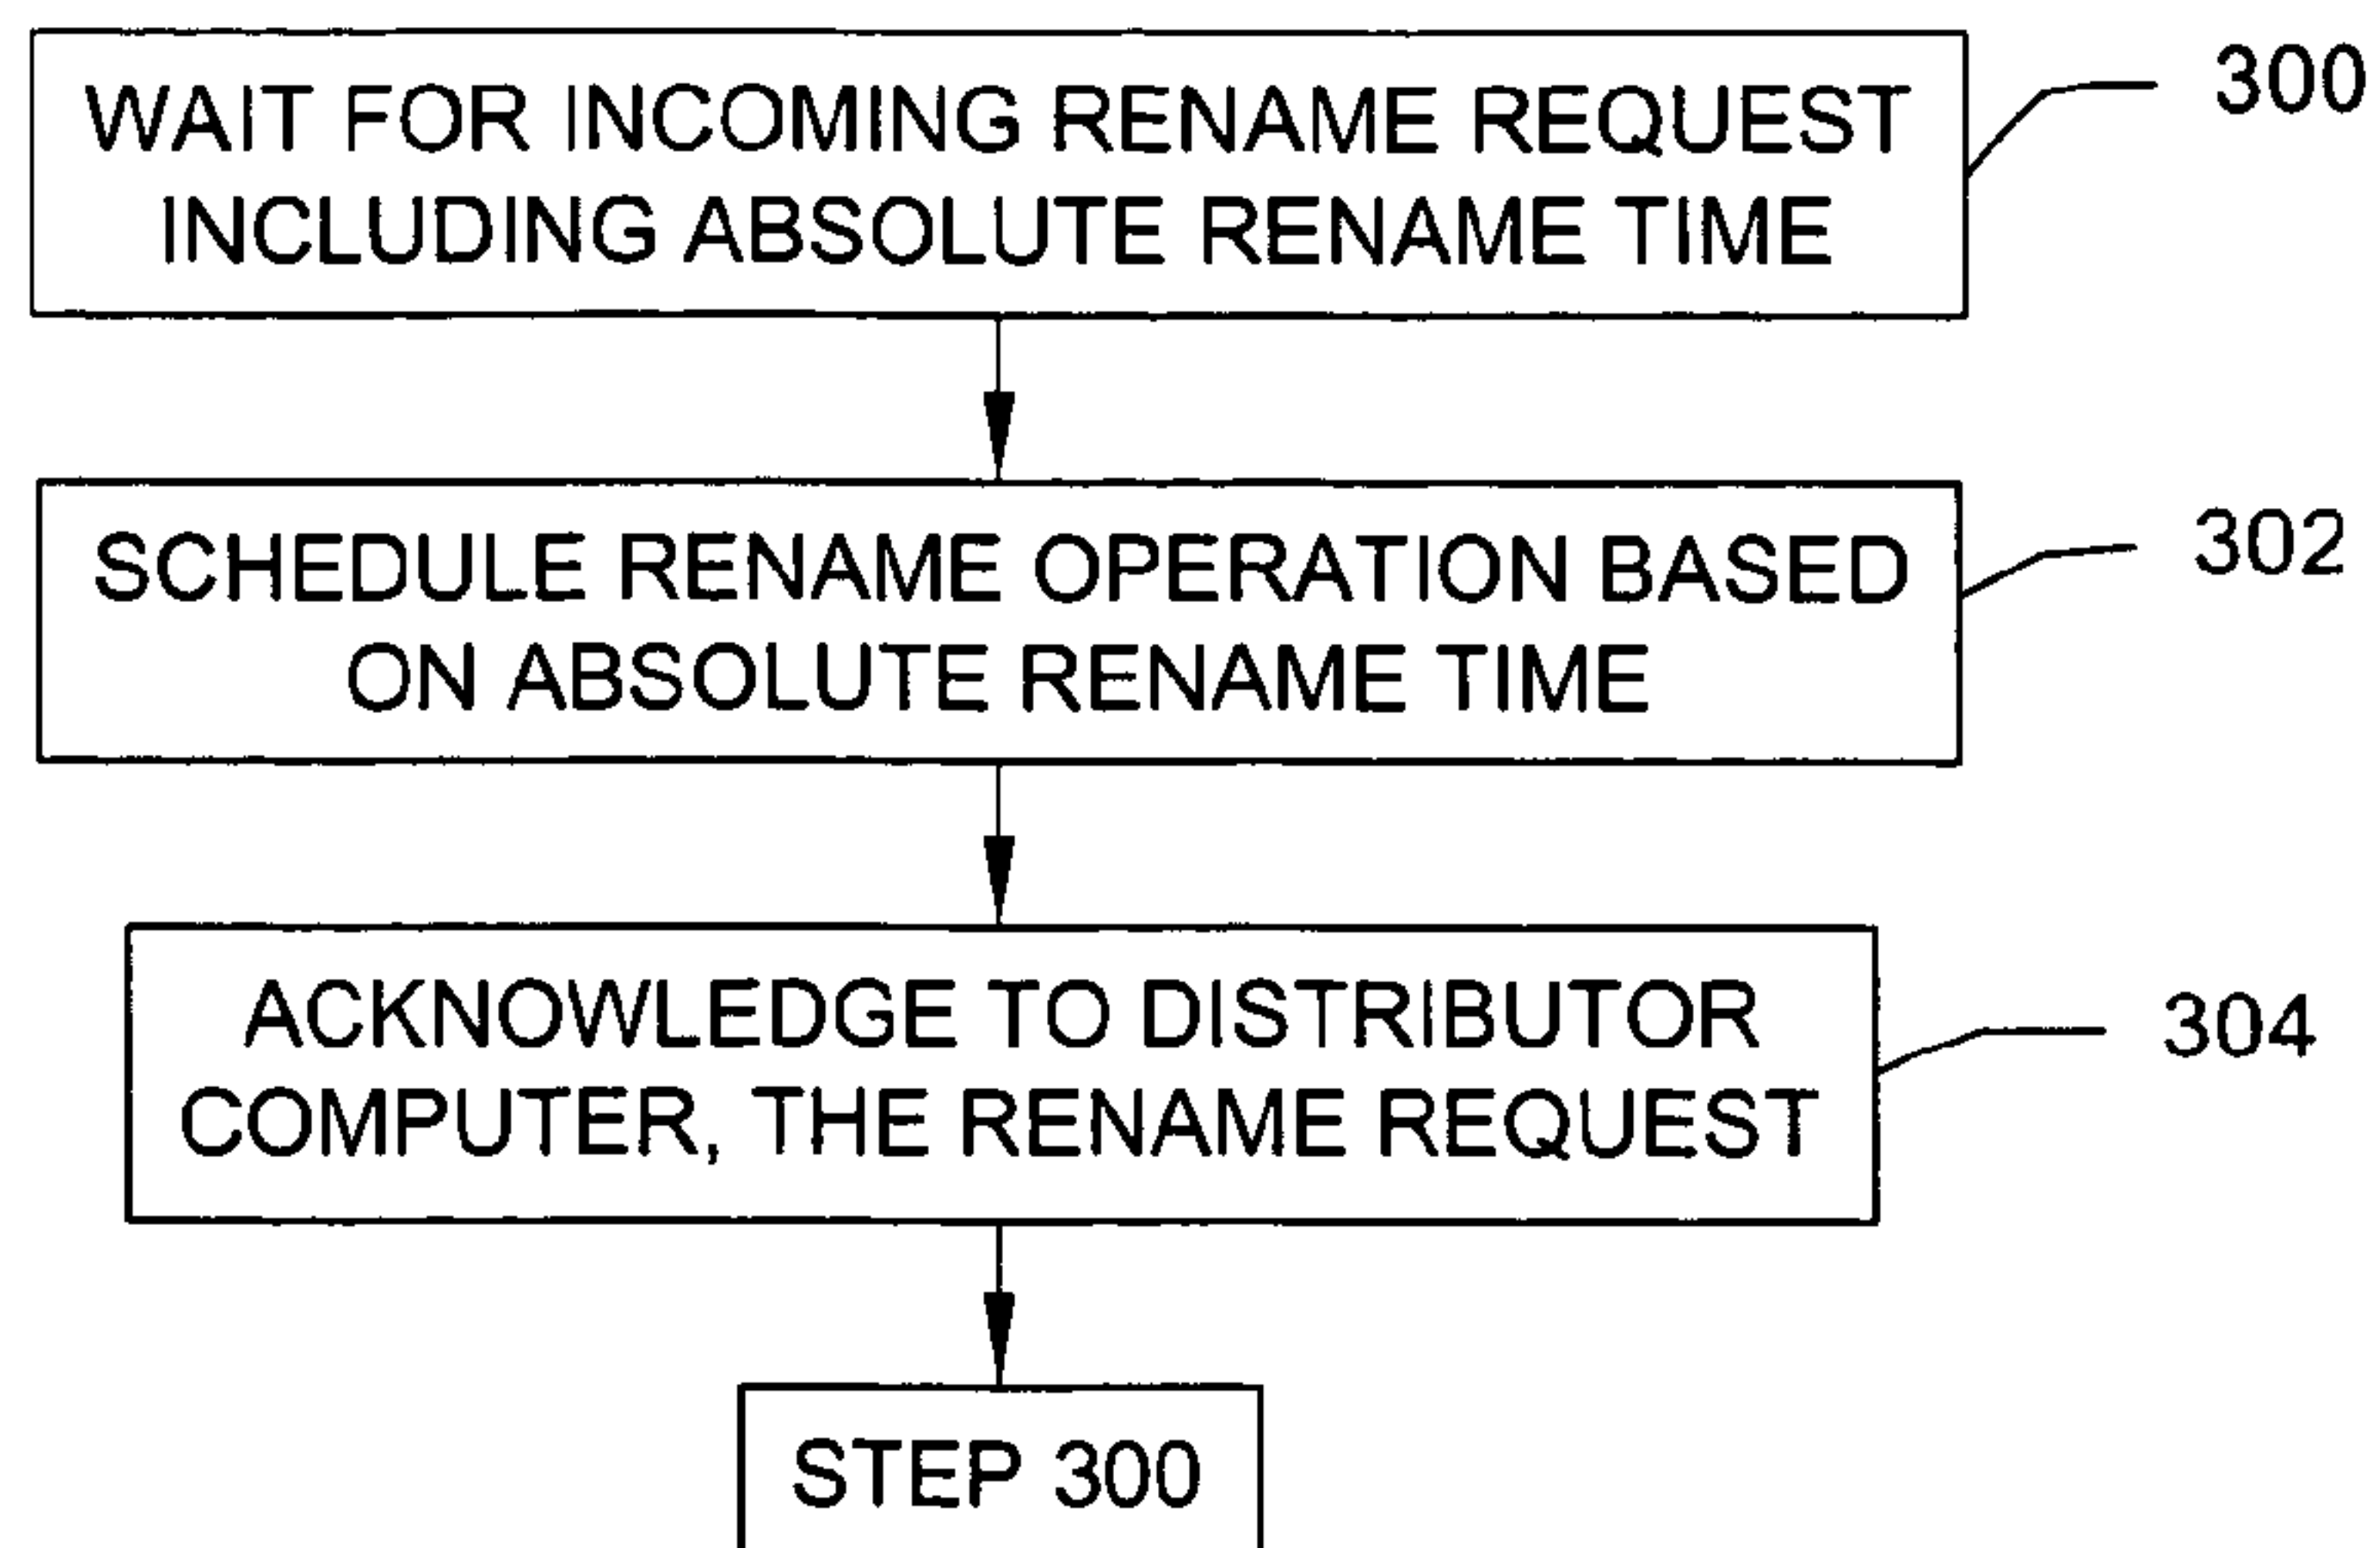 WAIT FOR INCOMING RENAME REQUEST
INCLUDING ABSOLUTE RENAME TIME
300
SCHEDULE RENAME OPERATION BASED
ON ABSOLUTE RENAME TIME
302
ACKNOWLEDGE TO DISTRIBUTOR
COMPUTER, THE RENAME REQUEST
304
STEP 300